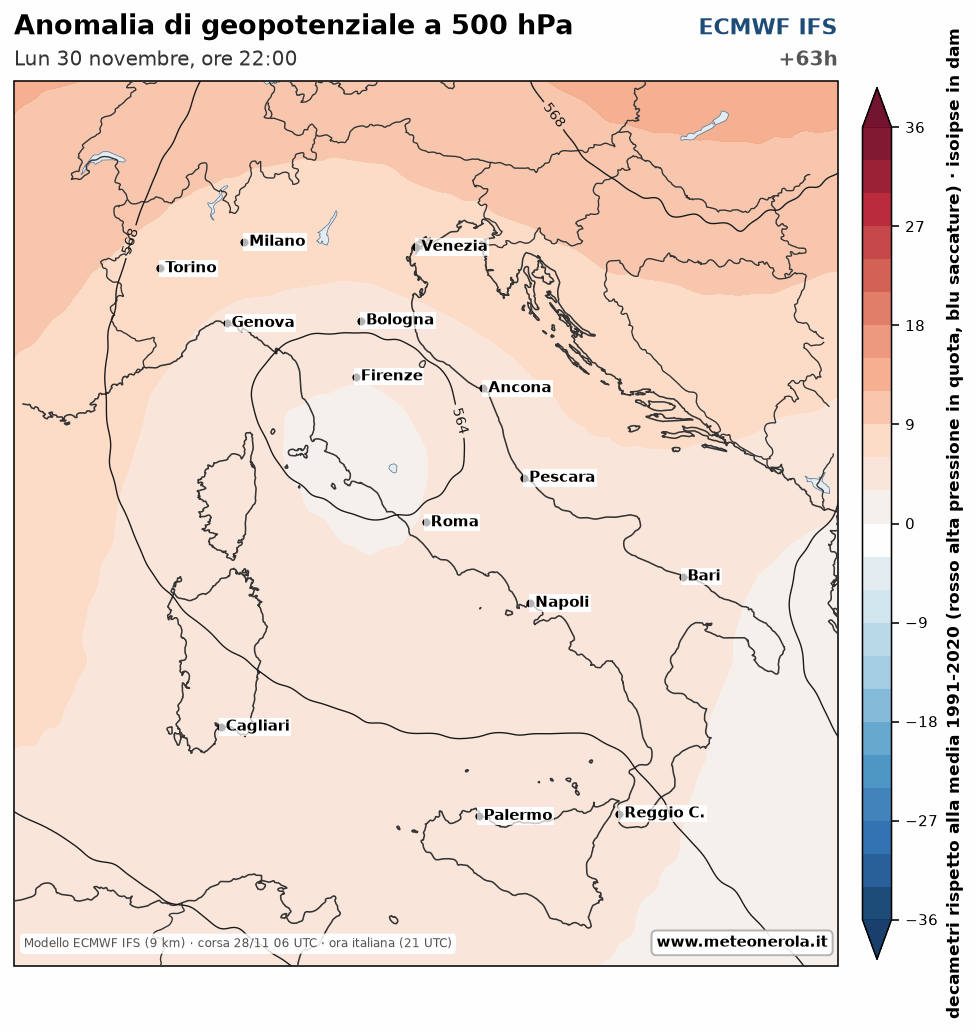 Anomalia di geopotenziale a 500 hPa
ECMWF IFS
Lun 30 novembre, ore 22:00
+63h
568
568
Milano
Venezia
Torino
Genova
Bologna
Firenze
Ancona
564
Pescara
Roma
Bari
Napoli
Cagliari
Palermo
Reggio C.
Modello ECMWF IFS (9 km) · corsa 28/11 06 UTC · ora italiana (21 UTC)
www.meteonerola.it
36
27
18
9
0
−9
−18
−27
−36
decametri rispetto alla media 1991-2020 (rosso alta pressione in quota, blu saccature) · isoipse in dam